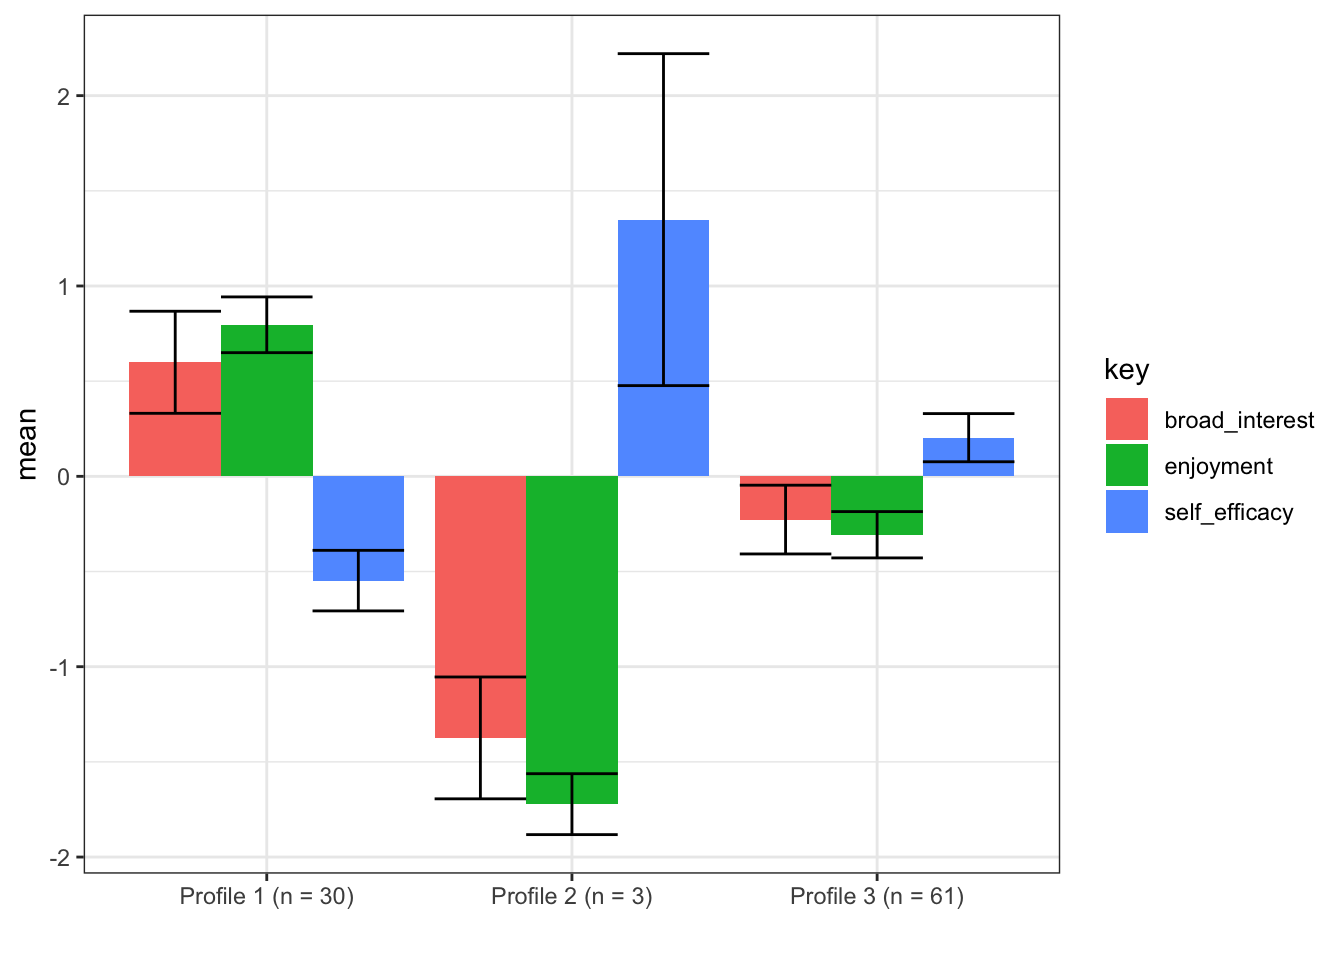 2
1
0
-1
-2
mean
Profile 1 (n = 30)
Profile 2 (n = 3)
Profile 3 (n = 61)
key
broad_interest
enjoyment
self_efficacy